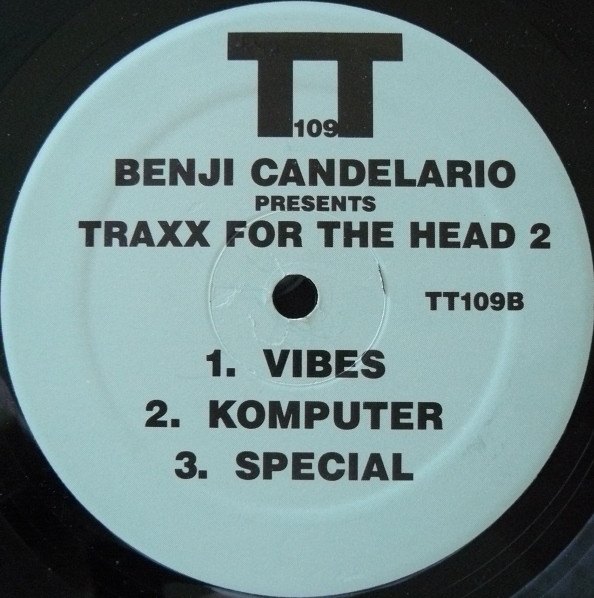 TT
109
BENJI CANDELARIO
PRESENTS
TRAXX FOR THE HEAD 2
TT109B
1. VIBES
2. KOMPUTER
3. SPECIAL